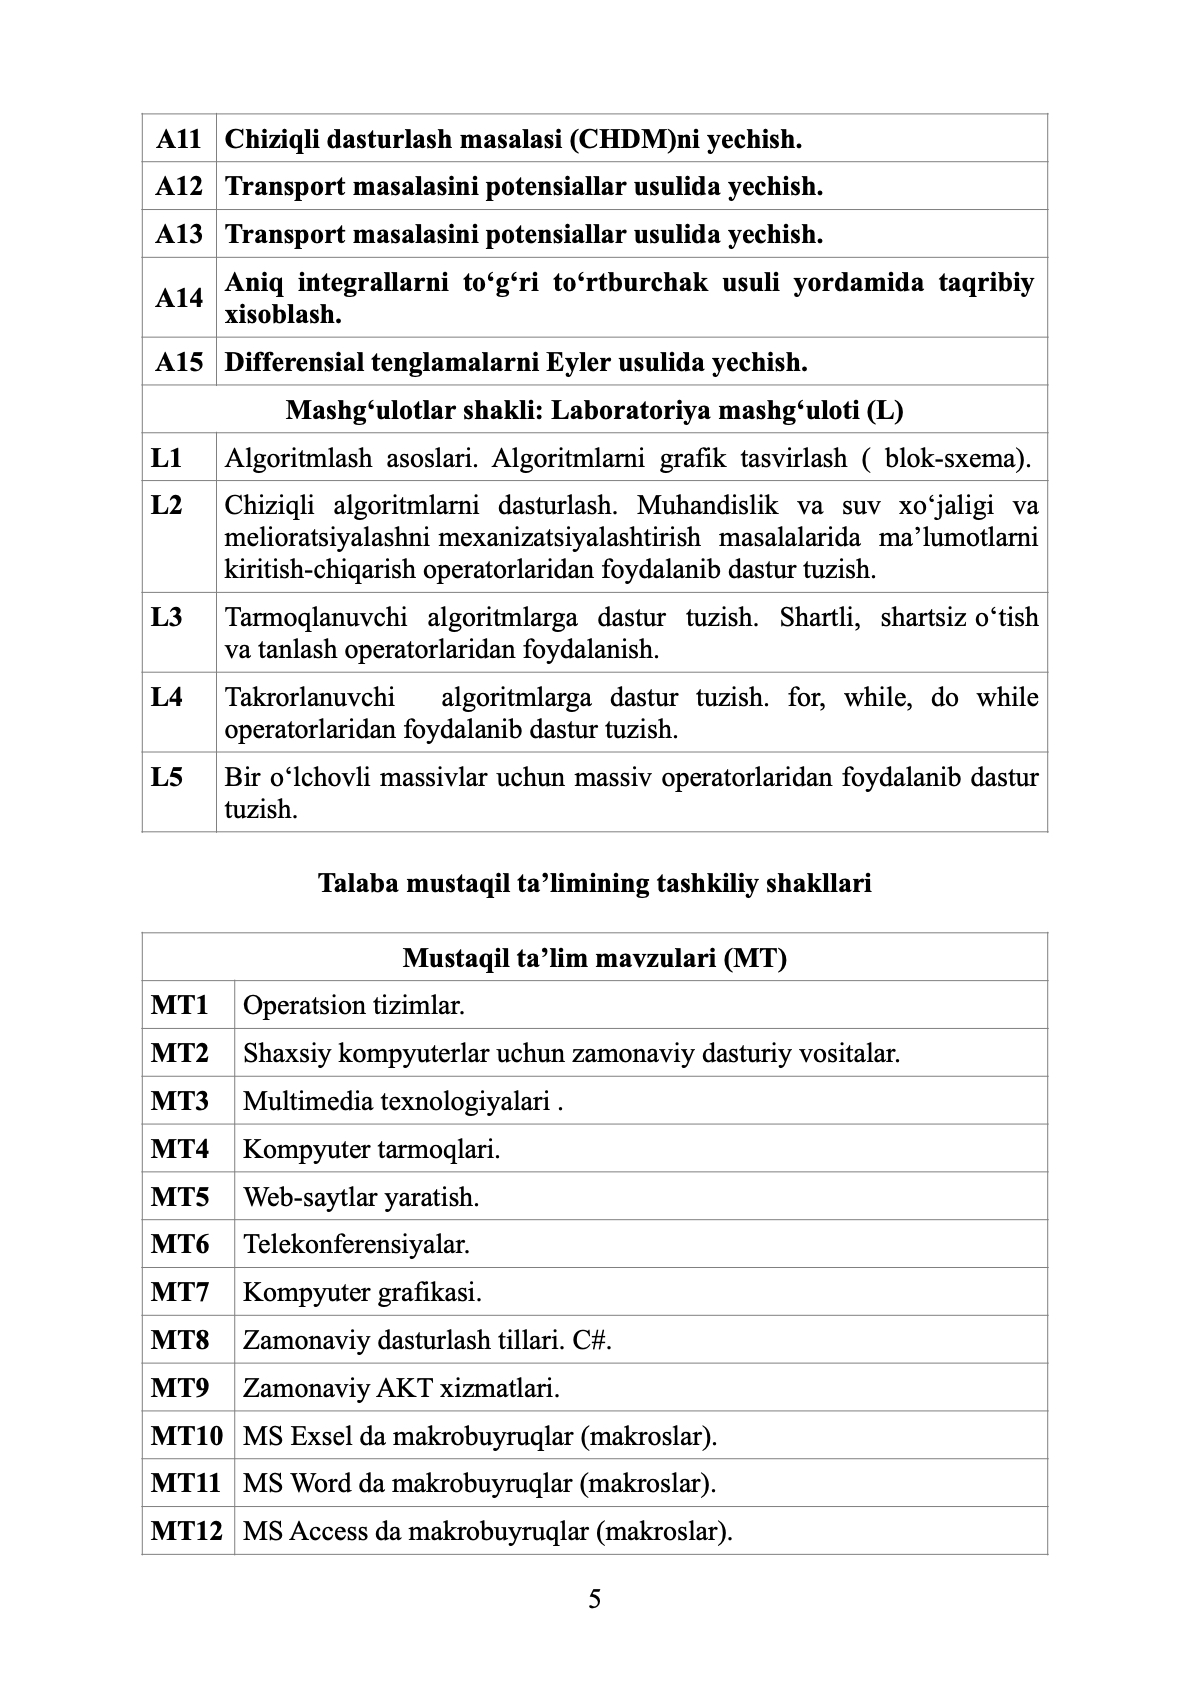 A11 Chiziqli dasturlash masalasi (CHDM)ni yechish.
A12 Transport masalasini potensiallar usulida yechish.
A13 Transport masalasini potensiallar usulida yechish.
A14 Aniq integrallarni to‘g‘ri to‘rtburchak usuli yordamida taqribiy
xisoblash.
A15 Differensial tenglamalarni Eyler usulida yechish.
Mashg‘ulotlar shakli: Laboratoriya mashg‘uloti (L)
L1 Algoritmlash asoslari. Algoritmlarni grafik tasvirlash ( blok-sxema).
L2 Chiziqli algoritmlarni dasturlash. Muhandislik va suv xo‘jaligi va
melioratsiyalashni mexanizatsiyalashtirish masalalarida ma’lumotlarni
kiritish-chiqarish operatorlaridan foydalanib dastur tuzish.
L3 Tarmoqlanuvchi algoritmlarga dastur tuzish. Shartli, shartsiz o‘tish
va tanlash operatorlaridan foydalanish.
L4 Takrorlanuvchi algoritmlarga dastur tuzish. for, while, do while
operatorlaridan foydalanib dastur tuzish.
L5 Bir o‘lchovli massivlar uchun massiv operatorlaridan foydalanib dastur
tuzish.
Talaba mustaqil ta’limining tashkiliy shakllari
Mustaqil ta’lim mavzulari (MT)
MT1 Operatsion tizimlar.
MT2 Shaxsiy kompyuterlar uchun zamonaviy dasturiy vositalar.
MT3 Multimedia texnologiyalari .
MT4 Kompyuter tarmoqlari.
MT5 Web-saytlar yaratish.
MT6 Telekonferensiyalar.
MT7 Kompyuter grafikasi.
MT8 Zamonaviy dasturlash tillari. C#.
MT9 Zamonaviy AKT xizmatlari.
MT10 MS Exsel da makrobuyruqlar (makroslar).
MT11 MS Word da makrobuyruqlar (makroslar).
MT12 MS Access da makrobuyruqlar (makroslar).
5